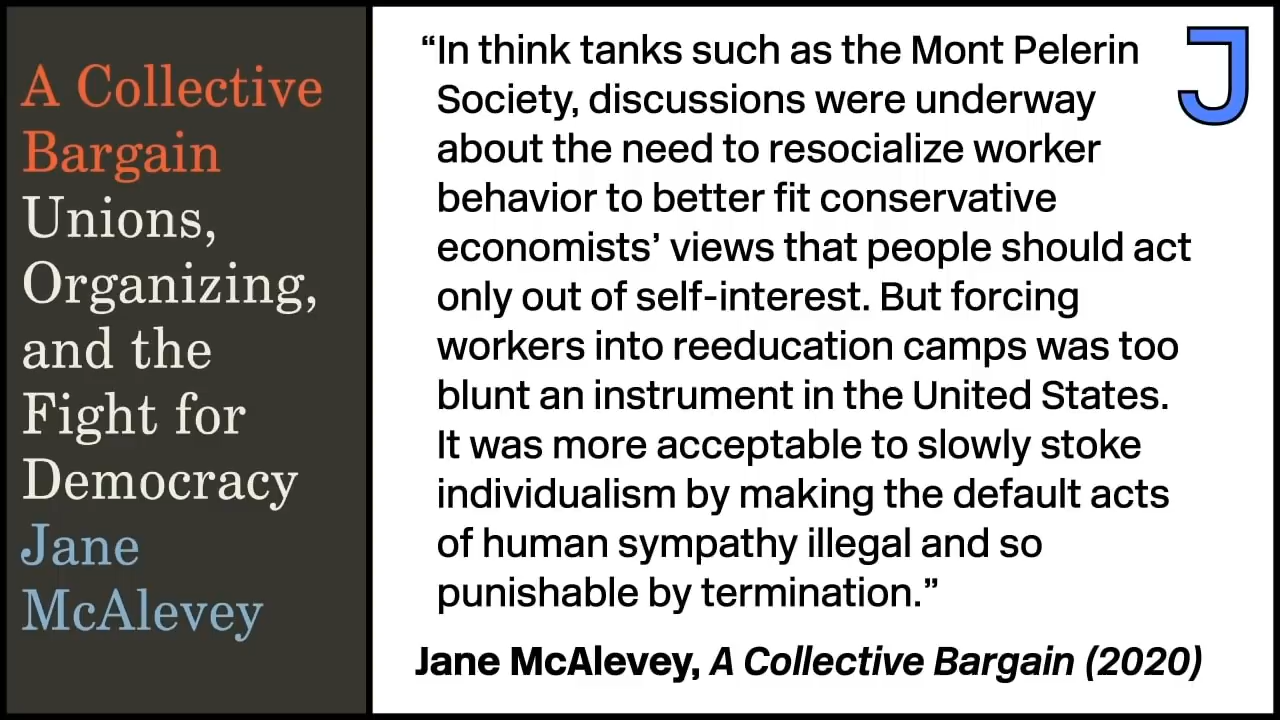 A Collective
Bargain
Unions,
Organizing,
and the
Fight for
Democracy
Jane
McAlevey
“In think tanks such as the Mont Pelerin
Society, discussions were underway
about the need to resocialize worker
behavior to better fit conservative
economists’ views that people should act
only out of self-interest. But forcing
workers into reeducation camps was too
blunt an instrument in the United States.
It was more acceptable to slowly stoke
individualism by making the default acts
of human sympathy illegal and so
punishable by termination.”
Jane McAlevey, A Collective Bargain (2020)
J